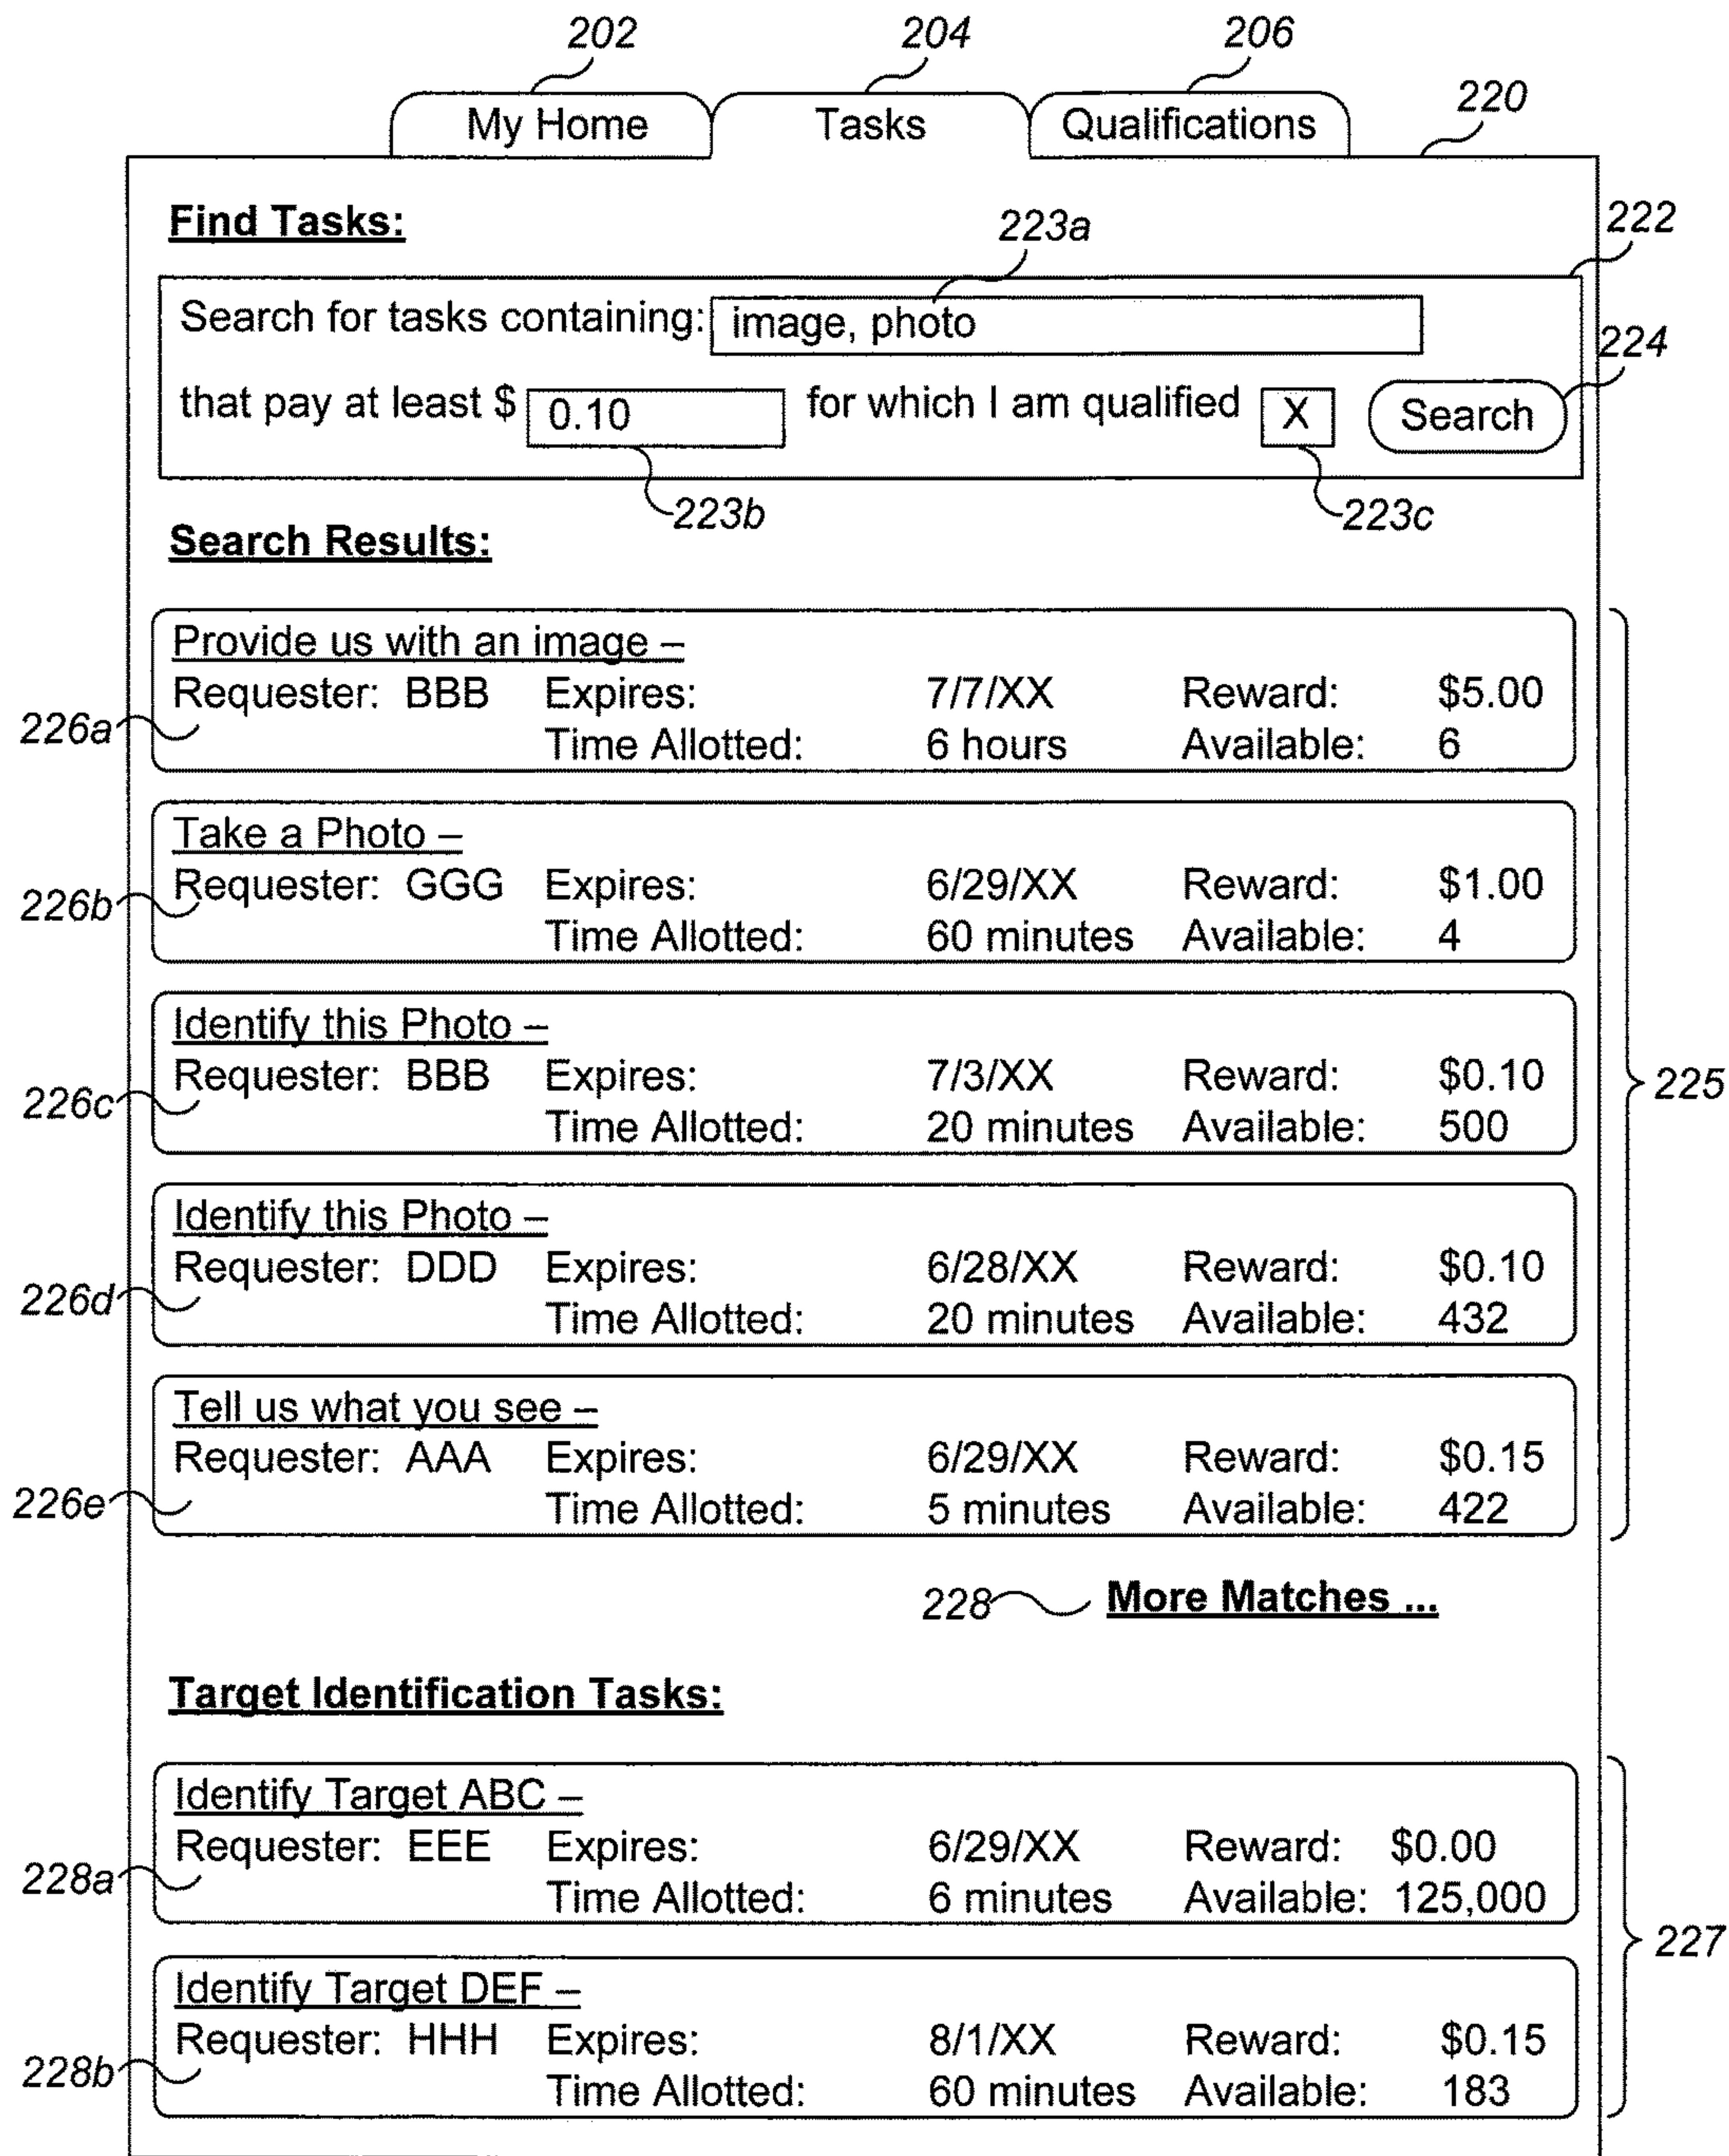 202 204 206
My Home Tasks Qualifications 220
Find Tasks: 223a 222
Search for tasks containing: image, photo
224
that pay at least $ 0.10 for which I am qualified X Search
223b 223c
Search Results:
Provide us with an image –
Requester: BBB Expires: 7/7/XX Reward: $5.00
226a Time Allotted: 6 hours Available: 6
Take a Photo –
Requester: GGG Expires: 6/29/XX Reward: $1.00
226b Time Allotted: 60 minutes Available: 4
Identify this Photo –
Requester: BBB Expires: 7/3/XX Reward: $0.10
226c Time Allotted: 20 minutes Available: 500
225
Identify this Photo –
Requester: DDD Expires: 6/28/XX Reward: $0.10
226d Time Allotted: 20 minutes Available: 432
Tell us what you see –
Requester: AAA Expires: 6/29/XX Reward: $0.15
226e Time Allotted: 5 minutes Available: 422
228 More Matches ...
Target Identification Tasks:
Identify Target ABC –
Requester: EEE Expires: 6/29/XX Reward: $0.00
228a Time Allotted: 6 minutes Available: 125,000
227
Identify Target DEF –
Requester: HHH Expires: 8/1/XX Reward: $0.15
228b Time Allotted: 60 minutes Available: 183